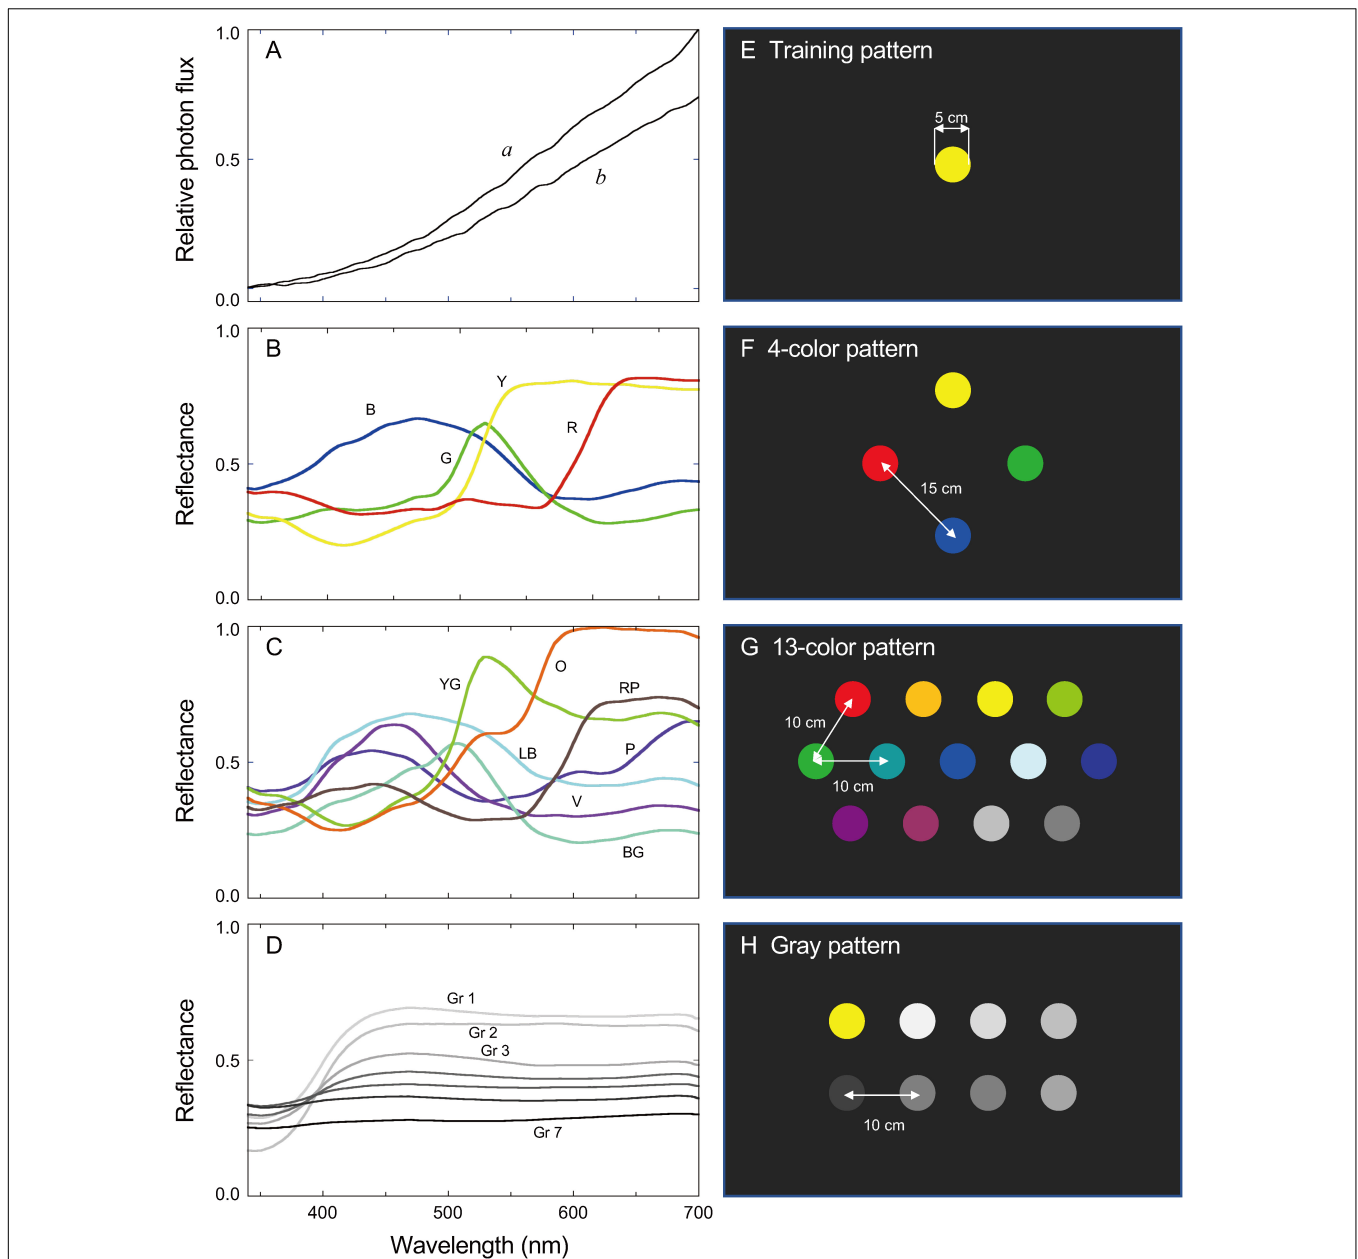 A
1.0
0.5
0.0
Relative photon flux
a
b
B
1.0
0.5
0.0
Reflectance
B
G
Y
R
C
1.0
0.5
0.0
Reflectance
YG
O
RP
LB
P
V
BG
D
1.0
0.5
0.0
Reflectance
Gr 1
Gr 2
Gr 3
Gr 7
400 500 600 700
Wavelength (nm)
E Training pattern
5 cm
F 4-color pattern
15 cm
G 13-color pattern
10 cm
10 cm
H Gray pattern
10 cm